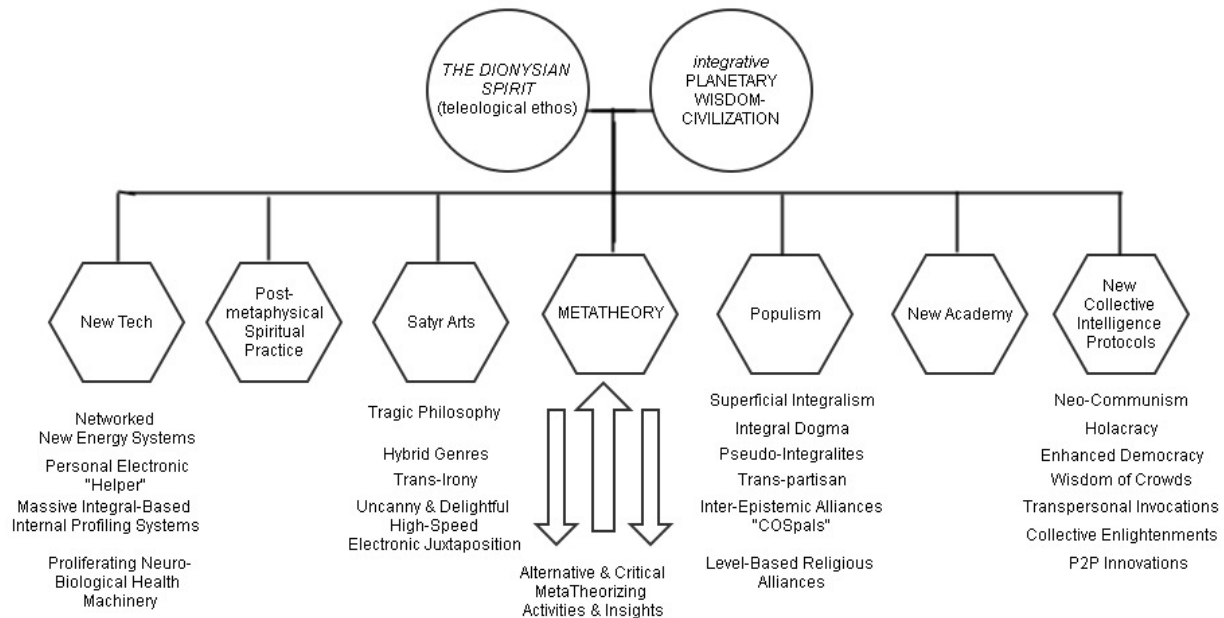 THE DIONYSIAN
SPIRIT
(teleological ethos)
integrative
PLANETARY
WISDOM-
CIVILIZATION
New Tech
Post-
metaphysical
Spiritual
Practice
Satyr Arts
METATHEORY
Populism
New Academy
New
Collective
Intelligence
Protocols
Networked
New Energy Systems
Personal Electronic
"Helper"
Massive Integral-Based
Internal Profiling Systems
Proliferating Neuro-
Biological Health
Machinery
Tragic Philosophy
Hybrid Genres
Trans-Irony
Uncanny & Delightful
High-Speed
Electronic Juxtaposition
Alternative & Critical
MetaTheorizing
Activities & Insights
Superficial Integralism
Integral Dogma
Pseudo-Integralites
Trans-partisan
Inter-Epistemic Alliances
"COSpals"
Level-Based Religious
Alliances
Neo-Communism
Holacracy
Enhanced Democracy
Wisdom of Crowds
Transpersonal Invocations
Collective Enlightenments
P2P Innovations